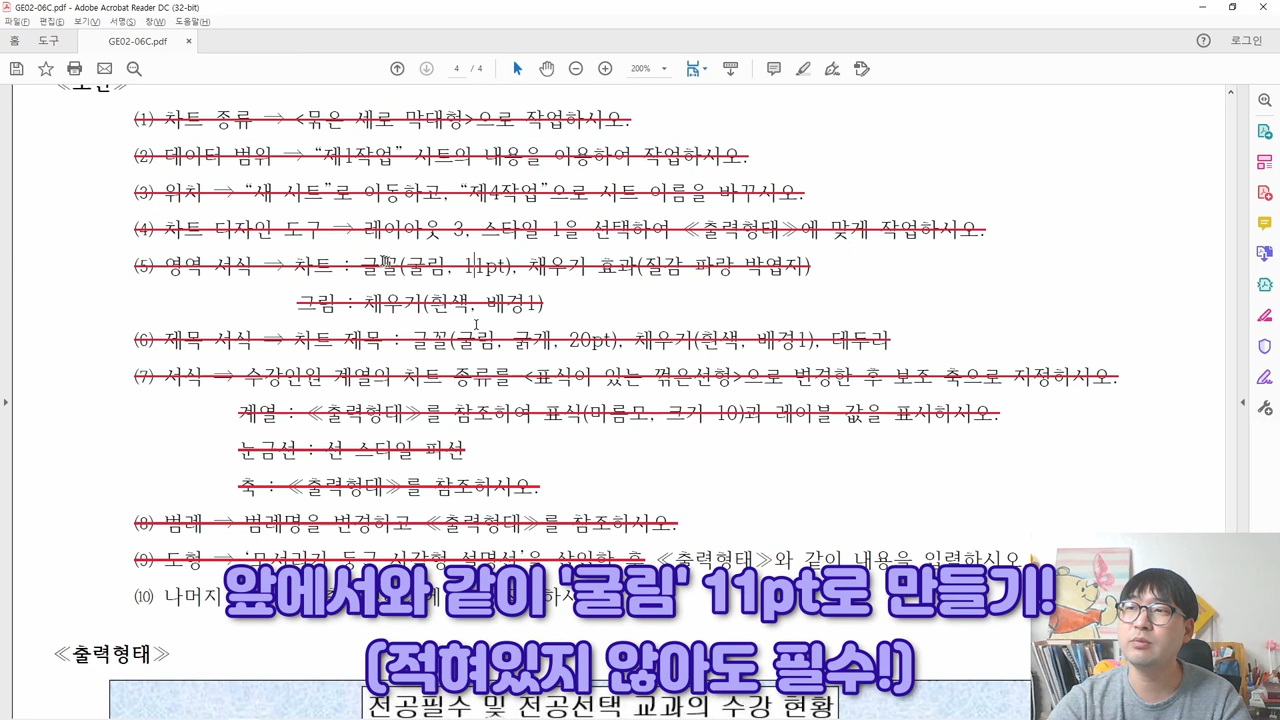 GE02-06C.pdf - Adobe Acrobat Reader DC (32-bit)
파일(F) 편집(E) 보기(V) 서명(S) 창(W) 도움말(H)
홈 도구 GE02-06C.pdf × 로그인
4 / 4 200%
≪조건≫
(1) 차트 종류 ⇒ <묶은 세로 막대형>으로 작업하시오.
(2) 데이터 범위 ⇒ “제1작업” 시트의 내용을 이용하여 작업하시오.
(3) 위치 ⇒ “새 시트”로 이동하고, “제4작업”으로 시트 이름을 바꾸시오.
(4) 차트 디자인 도구 ⇒ 레이아웃 3, 스타일 1을 선택하여 ≪출력형태≫에 맞게 작업하시오.
(5) 영역 서식 ⇒ 차트 : 글꼴(굴림, 11pt), 채우기 효과(질감-파랑 박엽지)
그림 : 채우기(흰색, 배경1)
(6) 제목 서식 ⇒ 차트 제목 : 글꼴(굴림, 굵게, 20pt), 채우기(흰색, 배경1), 테두리
(7) 서식 ⇒ 수강인원 계열의 차트 종류를 <표식이 있는 꺾은선형>으로 변경한 후 보조 축으로 지정하시오.
계열 : ≪출력형태≫를 참조하여 표식(마름모, 크기 10)과 레이블 값을 표시하시오.
눈금선 : 선 스타일-파선
축 : ≪출력형태≫를 참조하시오.
(8) 범례 ⇒ 범례명을 변경하고 ≪출력형태≫를 참조하시오.
(9) 도형 ⇒ ‘모서리가 둥근 사각형 설명선’을 삽입한 후 ≪출력형태≫와 같이 내용을 입력하시오
(10) 나머지
앞에서와 같이 '굴림' 11pt로 만들기!
≪출력형태≫
(적혀있지 않아도 필수!)
전공필수 및 전공선택 교과의 수강 현황